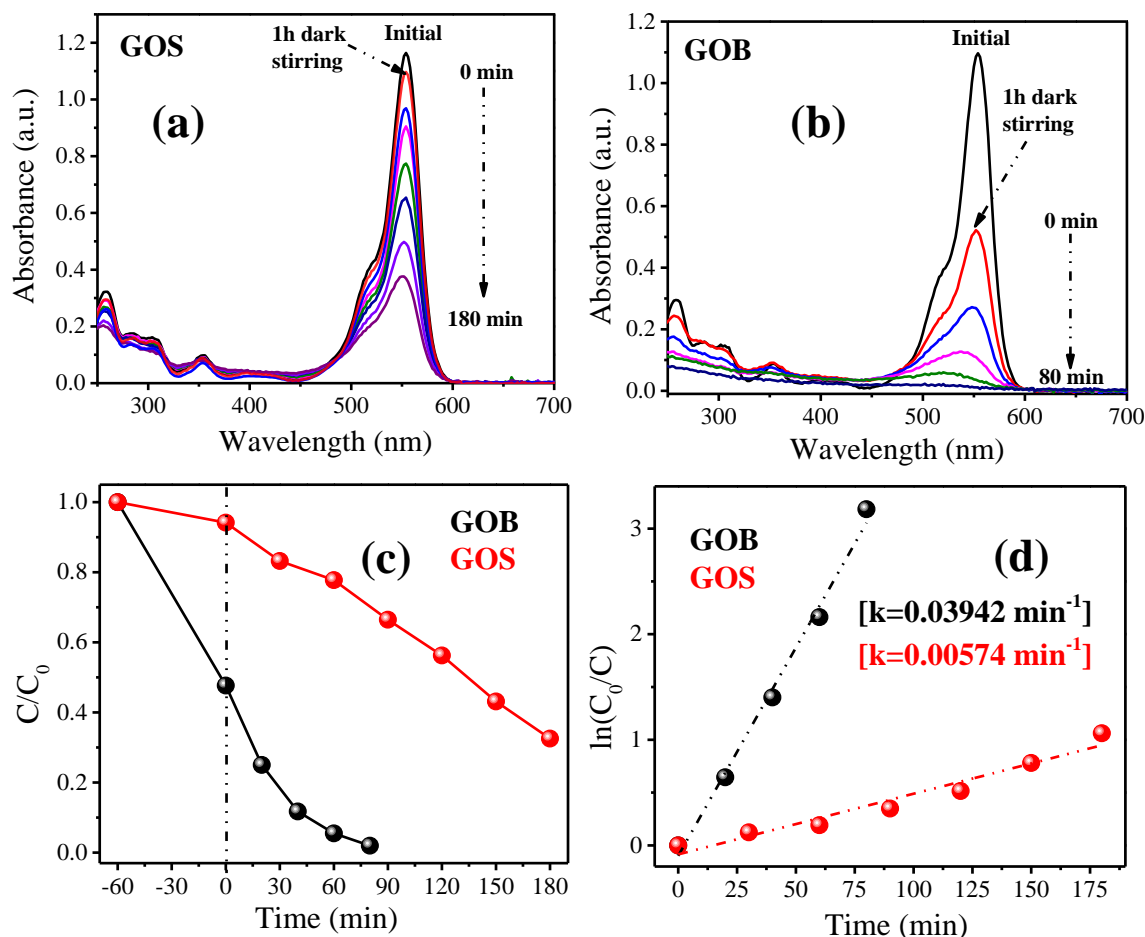 GOS
1h dark
stirring
Initial
0 min
180 min
(a)
1.2
1.0
0.8
0.6
0.4
0.2
0.0
Absorbance (a.u.)
300 400 500 600 700
Wavelength (nm)
GOB
Initial
1h dark
stirring
0 min
80 min
(b)
1.2
1.0
0.8
0.6
0.4
0.2
0.0
Absorbance (a.u.)
300 400 500 600 700
Wavelength (nm)
GOB
GOS
(c)
1.0
0.8
0.6
0.4
0.2
0.0
C/C₀
-60 -30 0 30 60 90 120 150 180
Time (min)
GOB
GOS
(d)
[k=0.03942 min⁻¹]
[k=0.00574 min⁻¹]
3
2
1
0
ln(C₀/C)
0 25 50 75 100 125 150 175
Time (min)